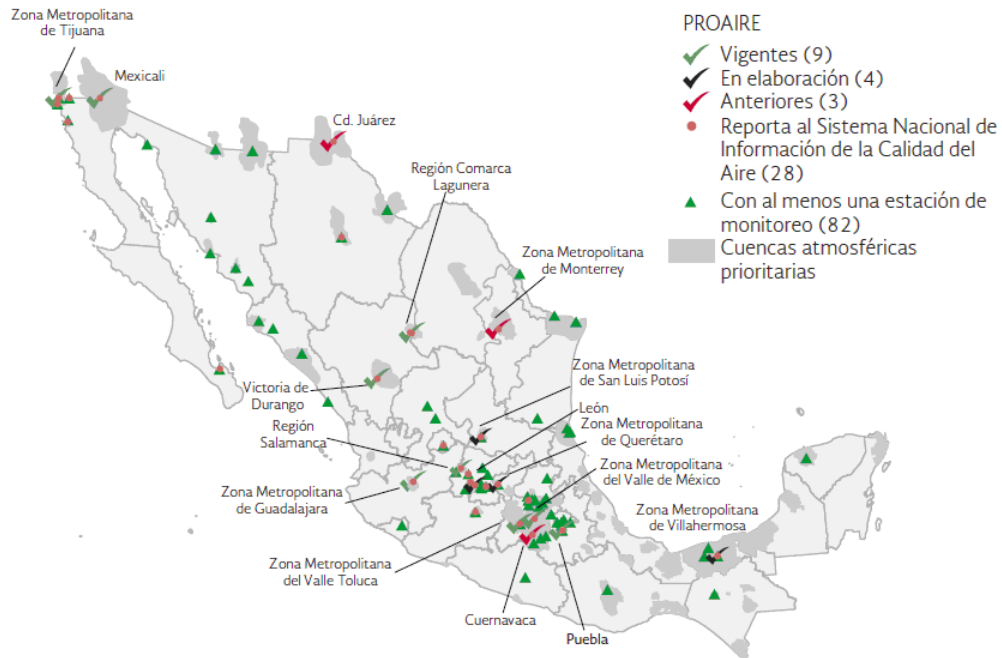 Zona Metropolitana
de Tijuana
Mexicali
Cd. Juárez
Región Comarca
Lagunera
Zona Metropolitana
de Monterrey
PROAIRE
Vigentes (9)
En elaboración (4)
Anteriores (3)
Reporta al Sistema Nacional de
Información de la Calidad del
Aire (28)
Con al menos una estación de
monitoreo (82)
Cuencas atmosféricas
prioritarias
Victoria de
Durango
Región
Salamanca
Zona Metropolitana
de Guadalajara
Zona Metropolitana
del Valle Toluca
Cuernavaca
Puebla
Zona Metropolitana
de San Luis Potosí
León
Zona Metropolitana
de Querétaro
Zona Metropolitana
del Valle de México
Zona Metropolitana
de Villahermosa